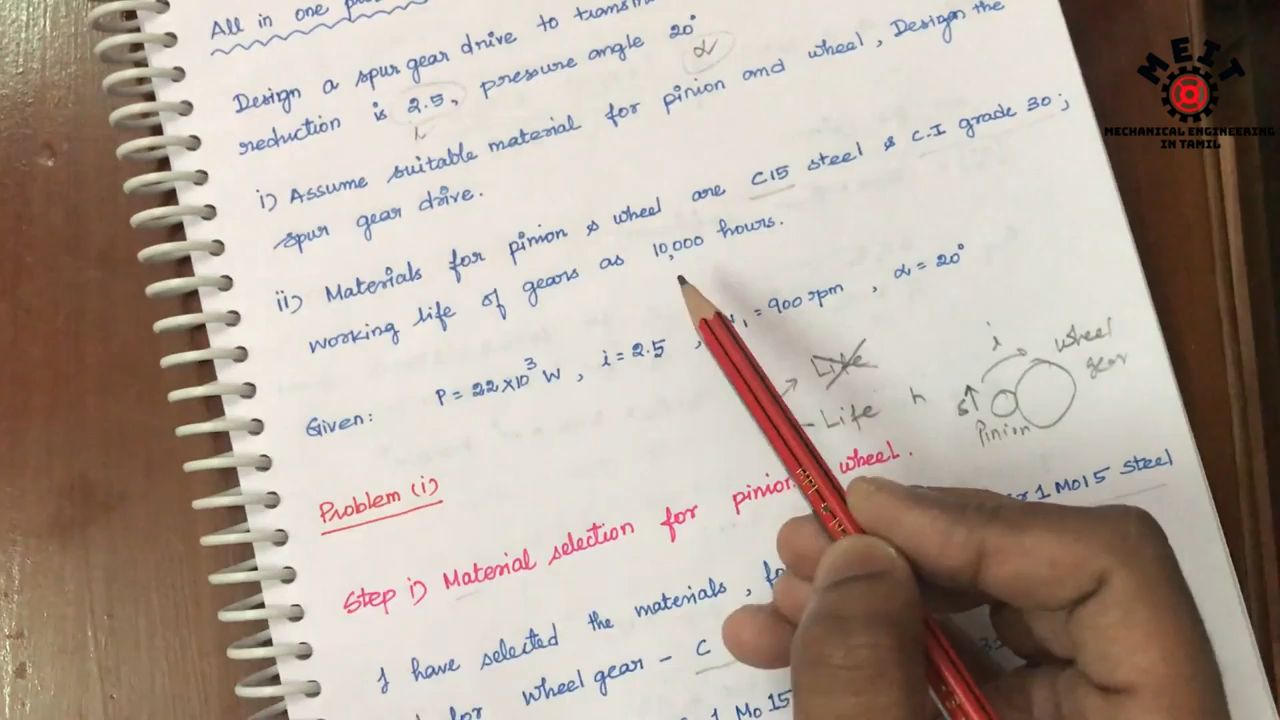 All in one
Design a spur gear drive to
reduction is 2.5, pressure angle 20°
i
α
i) Assume suitable material for pinion and wheel, Design the
spur gear drive.
ii) Materials for pinion & wheel are C15 steel & C.I grade 30;
working life of gears as 10,000 hours.
Given: P = 22×10³ W, i = 2.5, = 900 rpm, α = 20°
Life
Life h
i
wheel
gear
Pinion
Problem (i)
Step i) Material selection for pinion wheel.
1 Mo15 steel
I have selected the materials,
for wheel gear - C
1 Mo 15
MEIT
MECHANICAL ENGINEERING
IN TAMIL